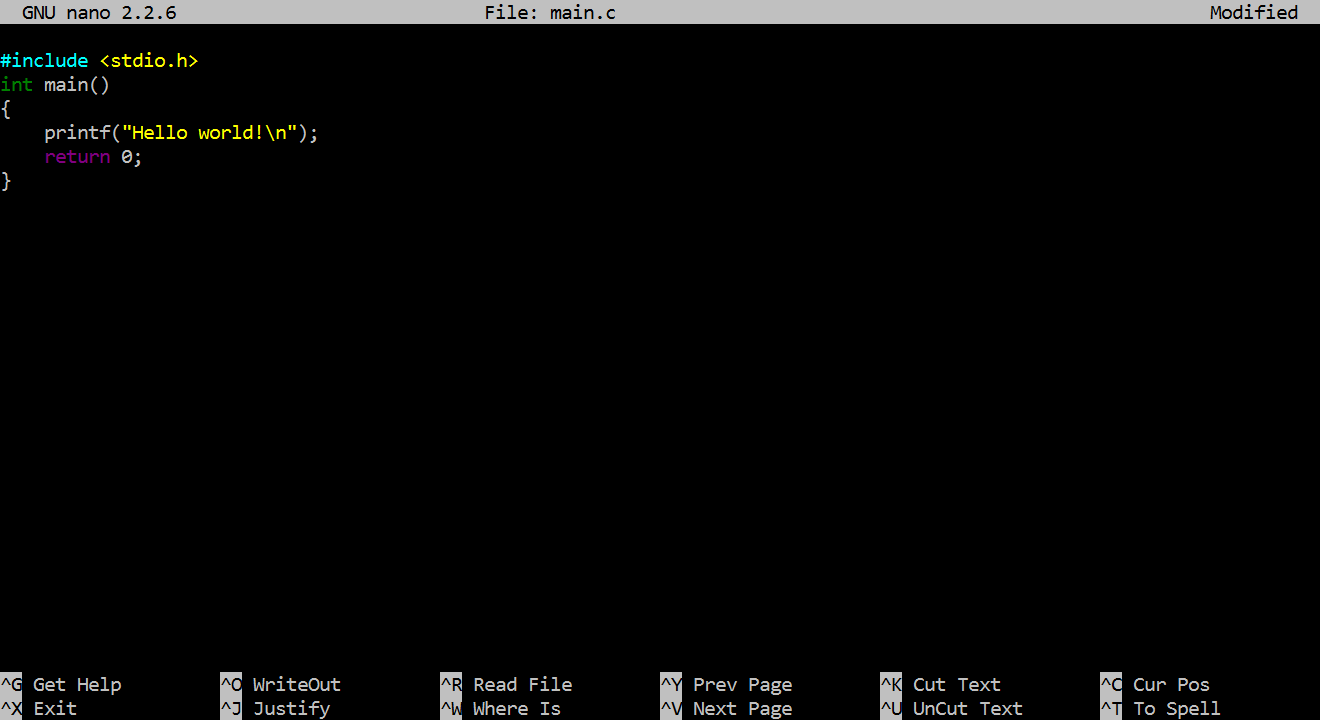 GNU nano 2.2.6 File: main.c Modified
#include <stdio.h>
int main()
{
    printf("Hello world!\n");
    return 0;
}
^G Get Help ^O WriteOut ^R Read File ^Y Prev Page ^K Cut Text ^C Cur Pos
^X Exit ^J Justify ^W Where Is ^V Next Page ^U UnCut Text ^T To Spell